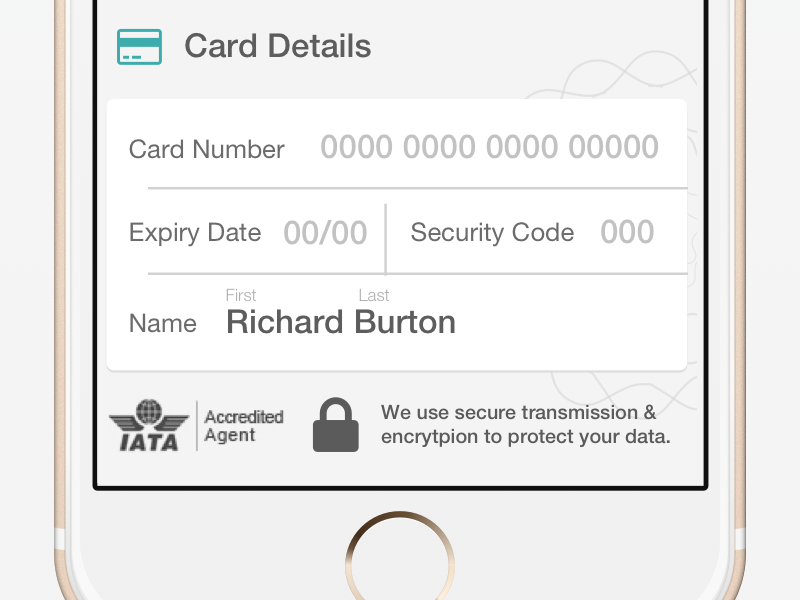 Card Details
Card Number 0000 0000 0000 00000
Expiry Date 00/00 Security Code 000
First Last
Name Richard Burton
IATA Accredited Agent
We use secure transmission &
encrytpion to protect your data.